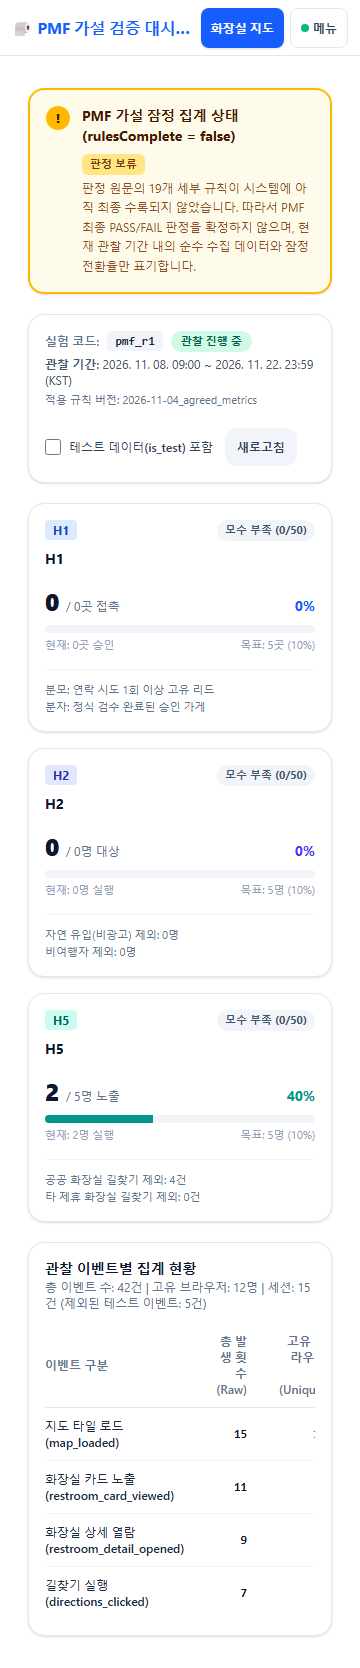 PMF 가설 검증 대시...
화장실 지도
메뉴
!
PMF 가설 잠정 집계 상태
(rulesComplete = false)
판정 보류
판정 원문의 19개 세부 규칙이 시스템에 아
직 최종 수록되지 않았습니다. 따라서 PMF
최종 PASS/FAIL 판정을 확정하지 않으며, 현
재 관찰 기간 내의 순수 수집 데이터와 잠정
전환율만 표기합니다.
실험 코드: pmf_r1 관찰 진행 중
관찰 기간: 2026. 11. 08. 09:00 ~ 2026. 11. 22. 23:59
(KST)
적용 규칙 버전: 2026-11-04_agreed_metrics
테스트 데이터(is_test) 포함
새로고침
H1 모수 부족 (0/50)
H1
0 / 0곳 접촉 0%
현재: 0곳 승인 목표: 5곳 (10%)
분모: 연락 시도 1회 이상 고유 리드
분자: 정식 검수 완료된 승인 가게
H2 모수 부족 (0/50)
H2
0 / 0명 대상 0%
현재: 0명 실행 목표: 5명 (10%)
자연 유입(비광고) 제외: 0명
비여행자 제외: 0명
H5 모수 부족 (0/50)
H5
2 / 5명 노출 40%
현재: 2명 실행 목표: 5명 (10%)
공공 화장실 길찾기 제외: 4건
타 제휴 화장실 길찾기 제외: 0건
관찰 이벤트별 집계 현황
총 이벤트 수: 42건 | 고유 브라우저: 12명 | 세션: 15
건 (제외된 테스트 이벤트: 5건)
이벤트 구분
총 발
생 횟
수
(Raw)
고유
라우
(Uniqu
지도 타일 로드
(map_loaded)
15
화장실 카드 노출
(restroom_card_viewed)
11
화장실 상세 열람
(restroom_detail_opened)
9
길찾기 실행
(directions_clicked)
7